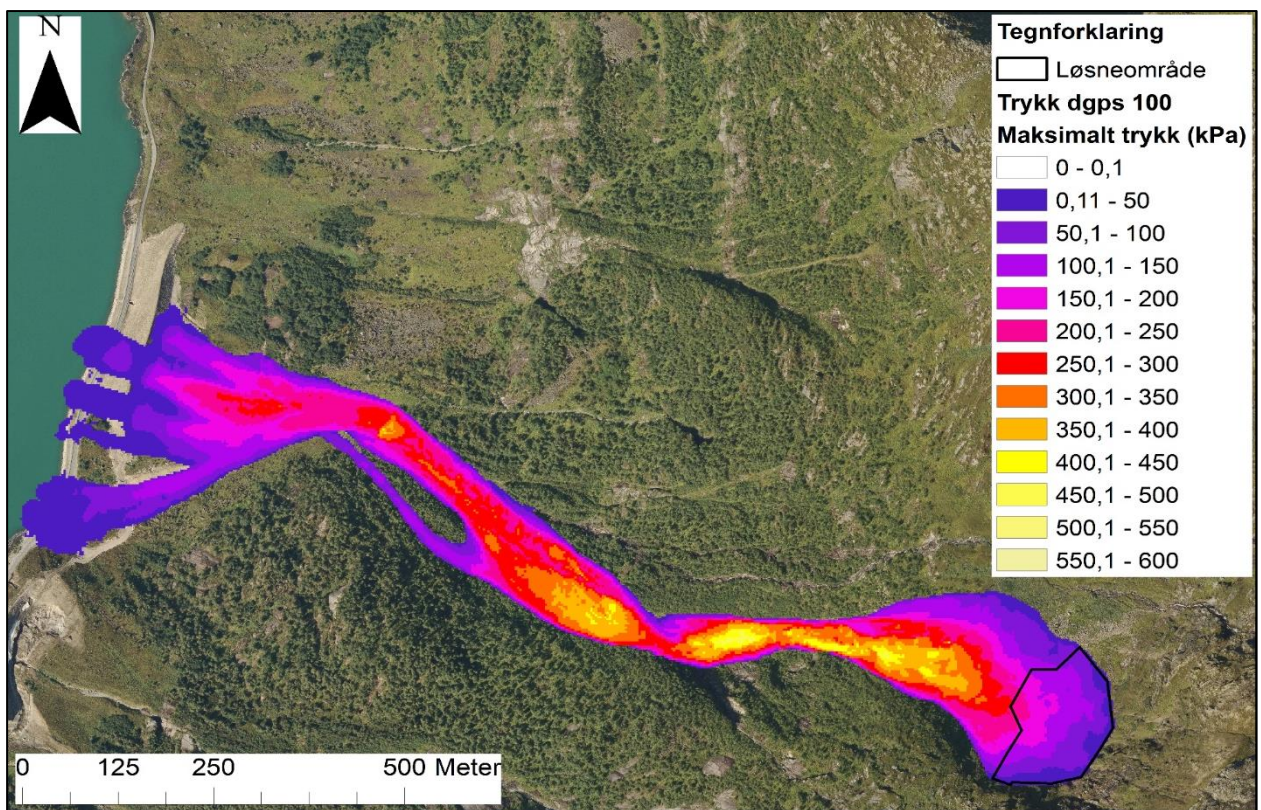 N
Tegnforklaring
Løsneområde
Trykk dgps 100
Maksimalt trykk (kPa)
0 - 0,1
0,11 - 50
50,1 - 100
100,1 - 150
150,1 - 200
200,1 - 250
250,1 - 300
300,1 - 350
350,1 - 400
400,1 - 450
450,1 - 500
500,1 - 550
550,1 - 600
0 125 250 500 Meter